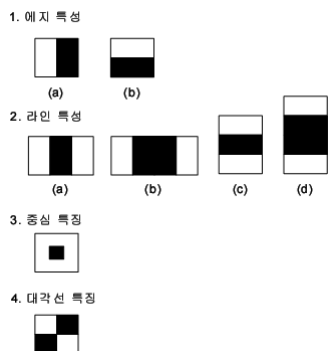 1. 에지 특성
(a) (b)
2. 라인 특성
(a) (b) (c) (d)
3. 중심 특징
4. 대각선 특징